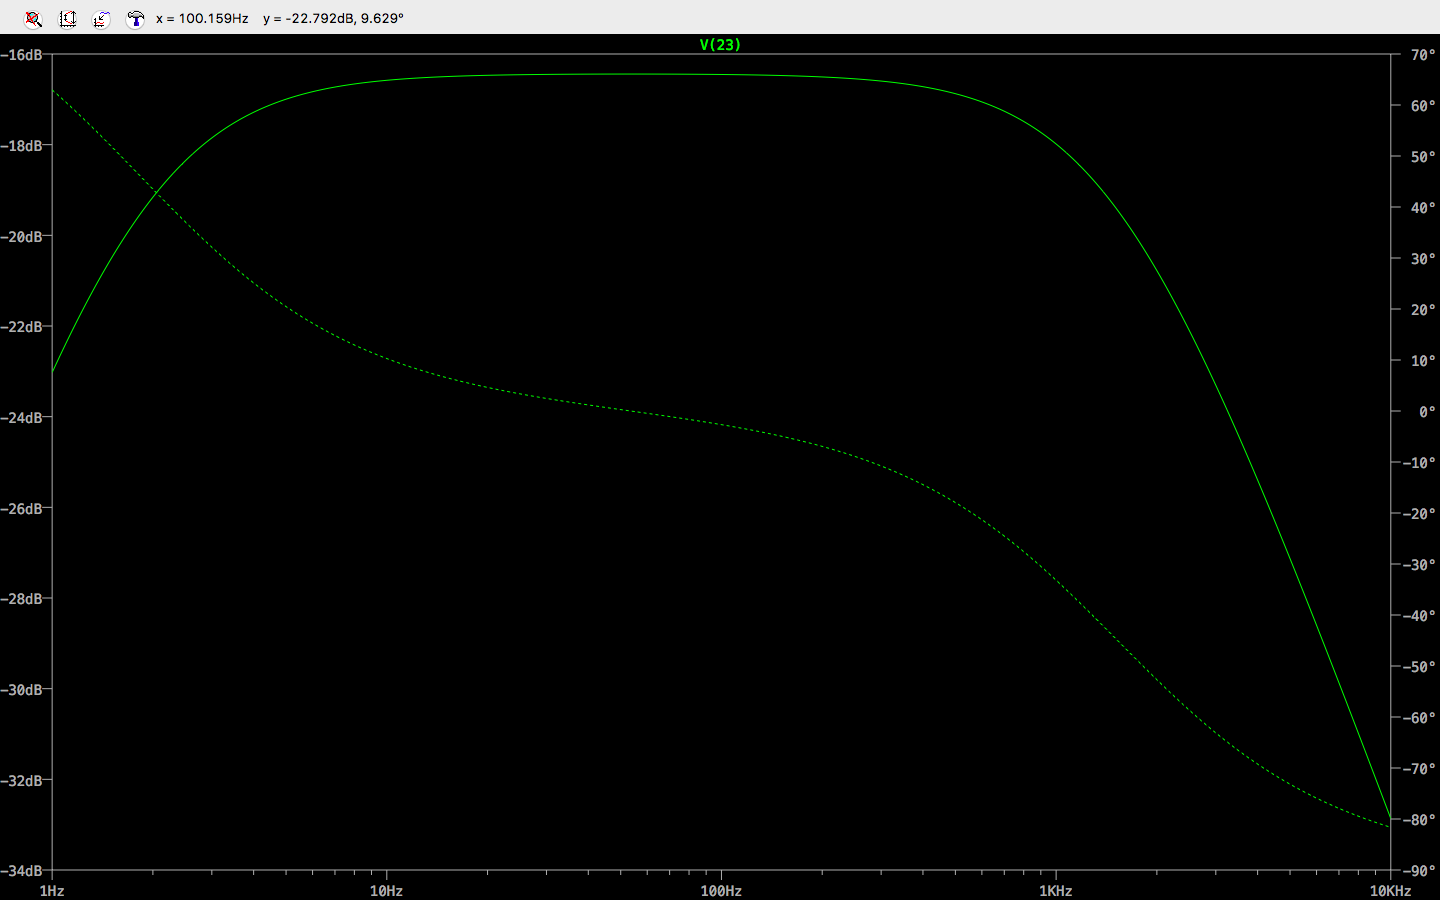 x = 100.159Hz y = -22.792dB, 9.629°
V(23)
-16dB 70°
60°
-18dB 50°
40°
-20dB
30°
-22dB 20°
10°
-24dB 0°
-10°
-26dB -20°
-30°
-28dB
-40°
-30dB -50°
-60°
-32dB -70°
-80°
-34dB -90°
1Hz 10Hz 100Hz 1KHz 10KHz